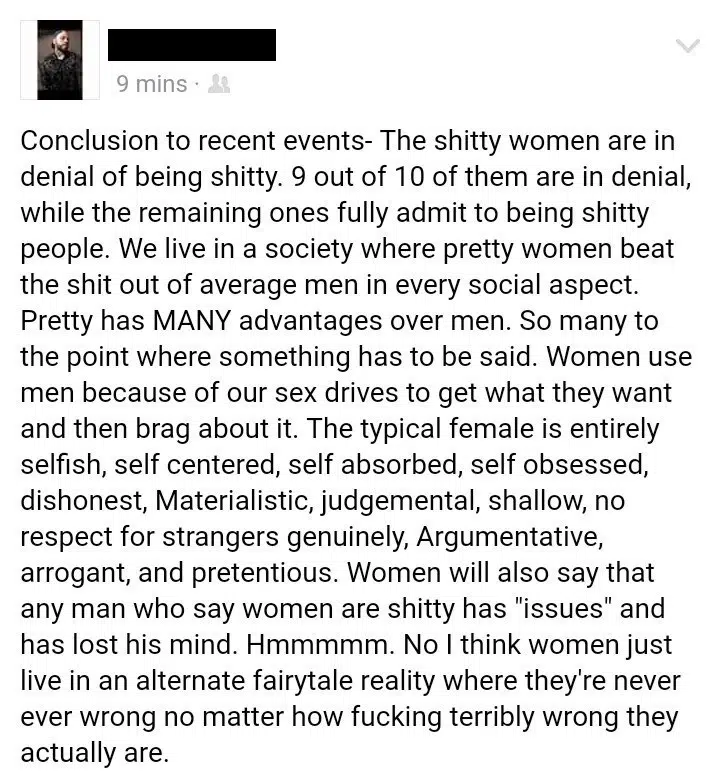 9 mins ·
Conclusion to recent events- The shitty women are in
denial of being shitty. 9 out of 10 of them are in denial,
while the remaining ones fully admit to being shitty
people. We live in a society where pretty women beat
the shit out of average men in every social aspect.
Pretty has MANY advantages over men. So many to
the point where something has to be said. Women use
men because of our sex drives to get what they want
and then brag about it. The typical female is entirely
selfish, self centered, self absorbed, self obsessed,
dishonest, Materialistic, judgemental, shallow, no
respect for strangers genuinely, Argumentative,
arrogant, and pretentious. Women will also say that
any man who say women are shitty has "issues" and
has lost his mind. Hmmmmm. No I think women just
live in an alternate fairytale reality where they're never
ever wrong no matter how fucking terribly wrong they
actually are.